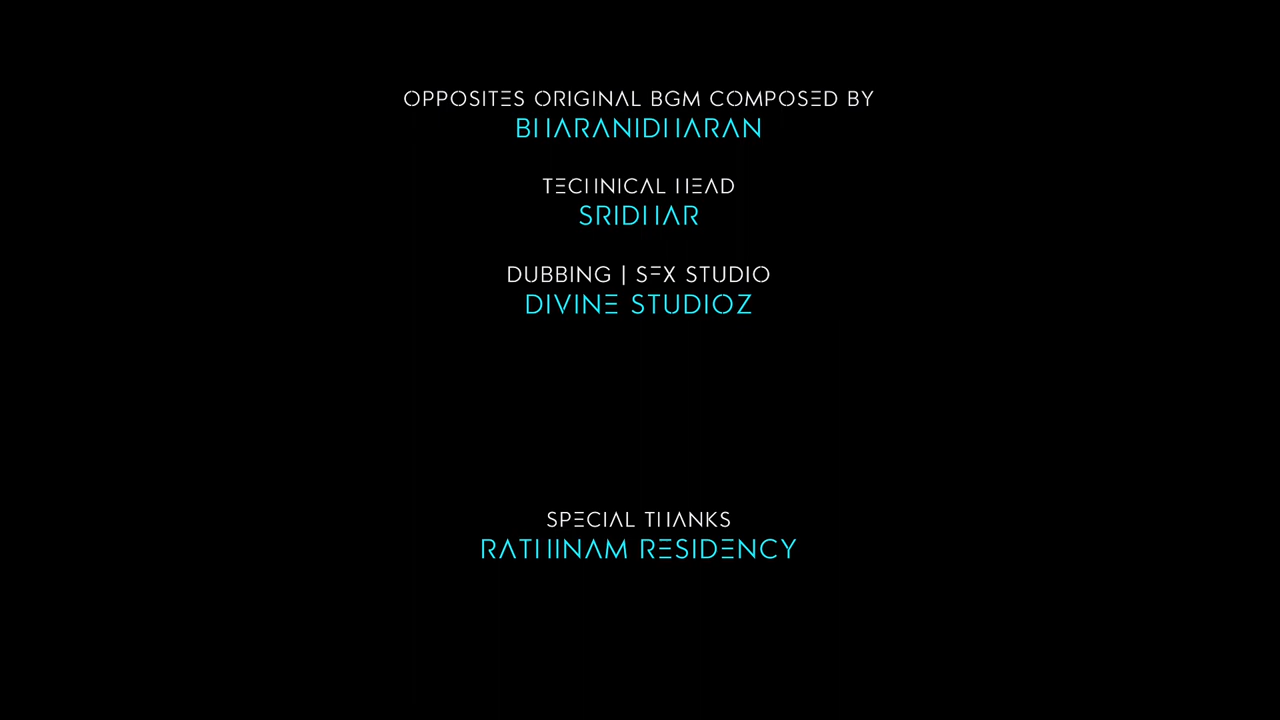 OPPOSITES ORIGINAL BGM COMPOSED BY
BHARANIDHARAN
TECHNICAL HEAD
SRIDHAR
DUBBING | SFX STUDIO
DIVINE STUDIOZ
SPECIAL THANKS
RATHINAM RESIDENCY